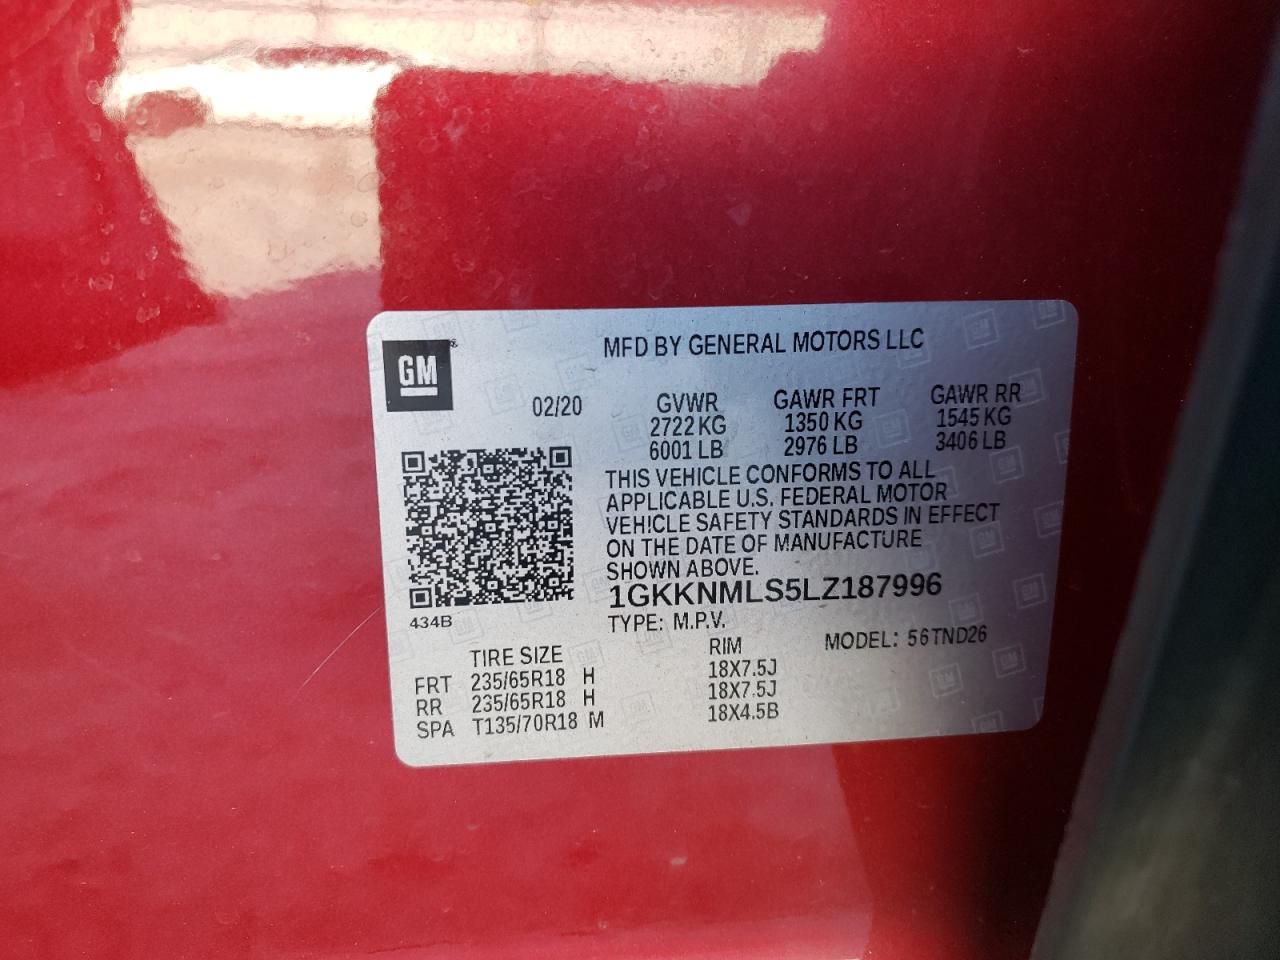 MFD BY GENERAL MOTORS LLC
GM®
02/20 GVWR GAWR FRT GAWR RR
2722 KG 1350 KG 1545 KG
6001 LB 2976 LB 3406 LB
THIS VEHICLE CONFORMS TO ALL
APPLICABLE U.S. FEDERAL MOTOR
VEHICLE SAFETY STANDARDS IN EFFECT
ON THE DATE OF MANUFACTURE
SHOWN ABOVE.
1GKKNMLS5LZ187996
434B
TYPE: M.P.V. MODEL: 56TND26
TIRE SIZE RIM
FRT 235/65R18 H 18X7.5J
RR 235/65R18 H 18X7.5J
SPA T135/70R18 M 18X4.5B